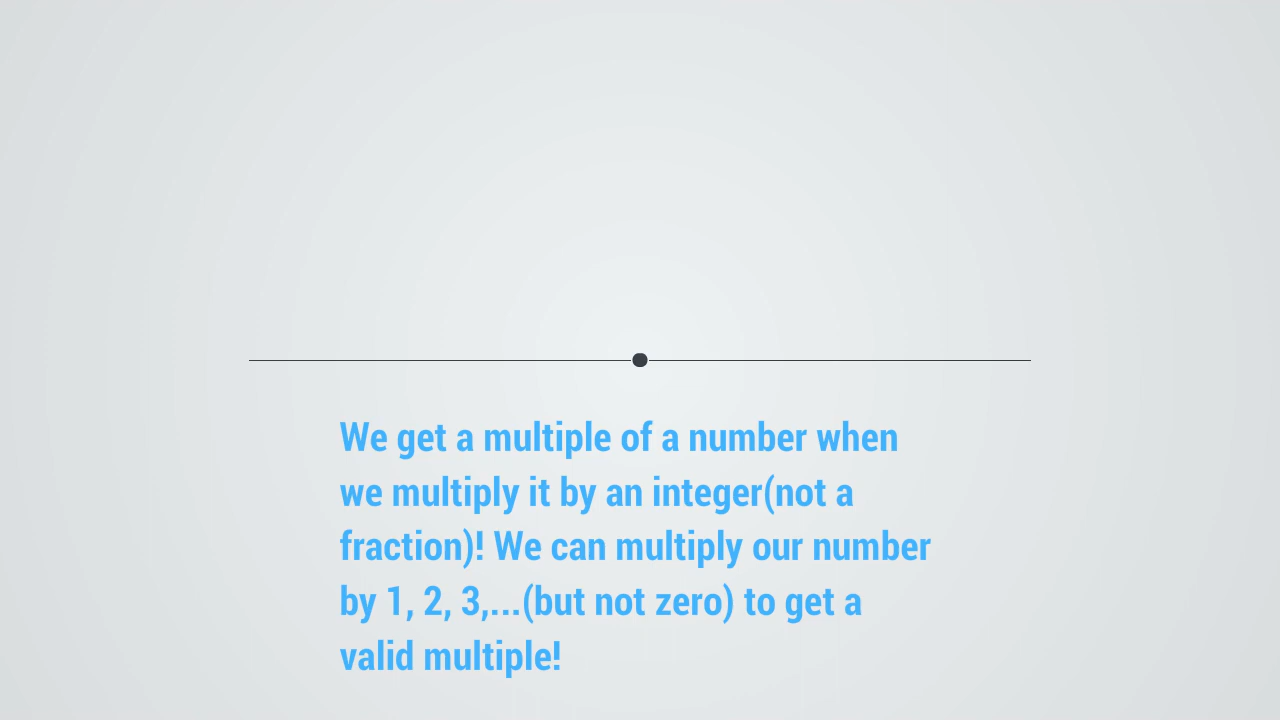 We get a multiple of a number when
we multiply it by an integer(not a
fraction)! We can multiply our number
by 1, 2, 3,...(but not zero) to get a
valid multiple!